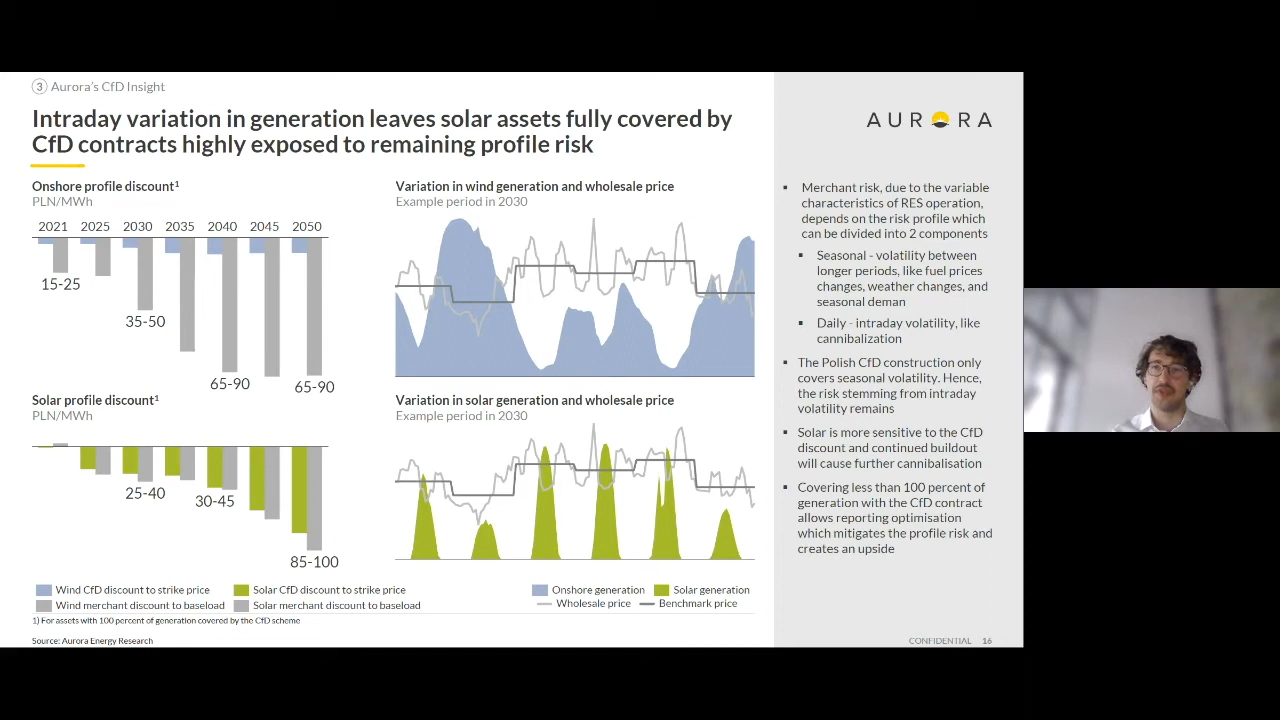 3 Aurora's CfD Insight
Intraday variation in generation leaves solar assets fully covered by
CfD contracts highly exposed to remaining profile risk
AURORA
Onshore profile discount¹
PLN/MWh
2021 2025 2030 2035 2040 2045 2050
15-25
35-50
65-90
65-90
Solar profile discount¹
PLN/MWh
25-40
30-45
85-100
Variation in wind generation and wholesale price
Example period in 2030
Variation in solar generation and wholesale price
Example period in 2030
Wind CfD discount to strike price
Solar CfD discount to strike price
Wind merchant discount to baseload
Solar merchant discount to baseload
Onshore generation
Solar generation
Wholesale price
Benchmark price
▪ Merchant risk, due to the variable
characteristics of RES operation,
depends on the risk profile which
can be divided into 2 components
▪ Seasonal - volatility between
longer periods, like fuel prices
changes, weather changes, and
seasonal deman
▪ Daily - intraday volatility, like
cannibalization
▪ The Polish CfD construction only
covers seasonal volatility. Hence,
the risk stemming from intraday
volatility remains
▪ Solar is more sensitive to the CfD
discount and continued buildout
will cause further cannibalisation
▪ Covering less than 100 percent of
generation with the CfD contract
allows reporting optimisation
which mitigates the profile risk and
creates an upside
1) For assets with 100 percent of generation covered by the CfD scheme
Source: Aurora Energy Research
CONFIDENTIAL 16